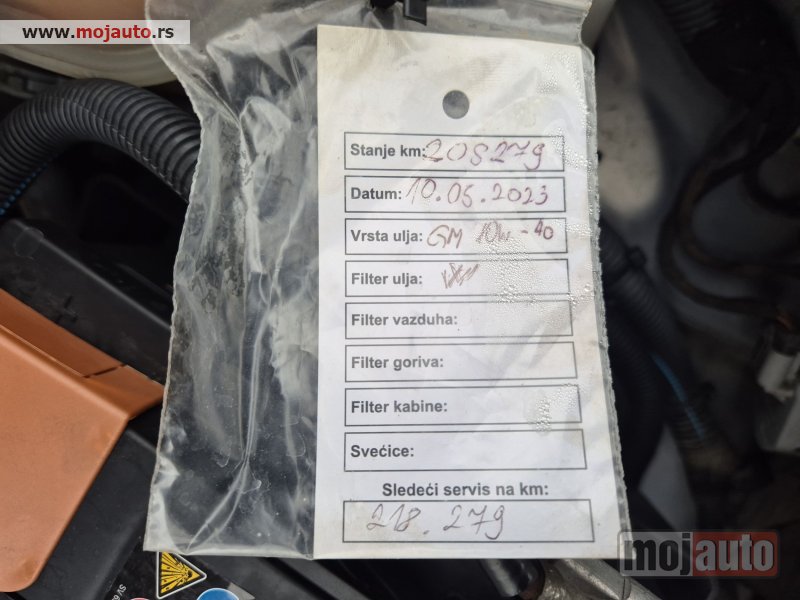 www.mojauto.rs
Stanje km: 208279
Datum: 10.05.2023
Vrsta ulja: GM 10w-40
Filter ulja:
Filter vazduha:
Filter goriva:
Filter kabine:
Svećice:
Sledeći servis na km:
218.279
mojauto